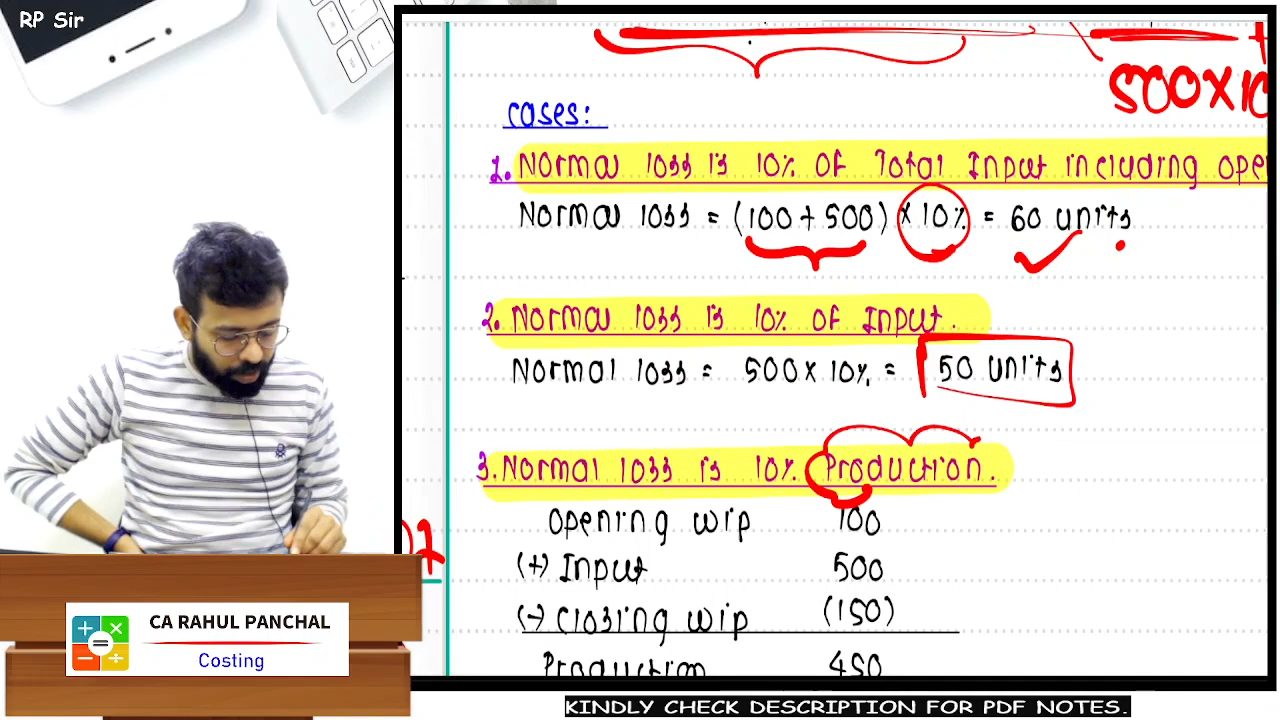 RP Sir
500×10
Cases:
1. Normal loss is 10% of Total Input including ope
Normal loss = (100 + 500) × 10% = 60 units
2. Normal loss is 10% of Input.
Normal loss = 500 × 10% = 50 units
3. Normal loss is 10% Production.
Opening wip 100
(+) Input 500
(-) Closing wip (150)
Production 450
CA RAHUL PANCHAL
Costing
KINDLY CHECK DESCRIPTION FOR PDF NOTES.